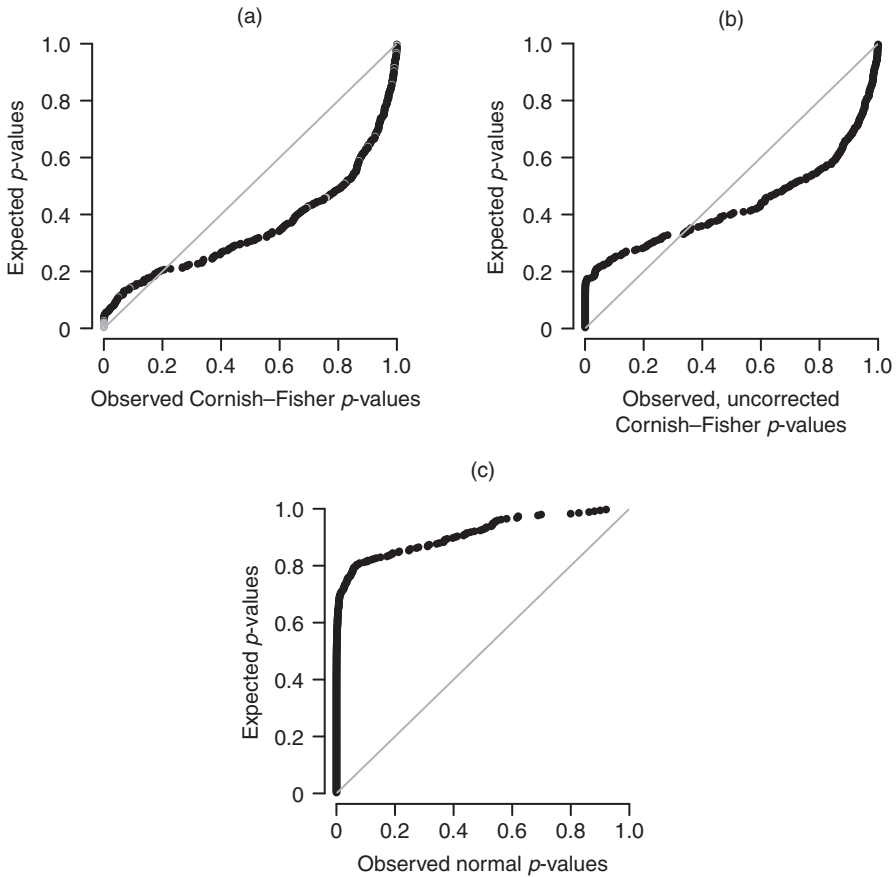 (a)
1.0
0.8
0.6
0.4
0.2
0
Expected p-values
0 0.2 0.4 0.6 0.8 1.0
Observed Cornish–Fisher p-values
(b)
1.0
0.8
0.6
0.4
0.2
0
Expected p-values
0 0.2 0.4 0.6 0.8 1.0
Observed, uncorrected
Cornish–Fisher p-values
(c)
1.0
0.8
0.6
0.4
0.2
0
Expected p-values
0 0.2 0.4 0.6 0.8 1.0
Observed normal p-values